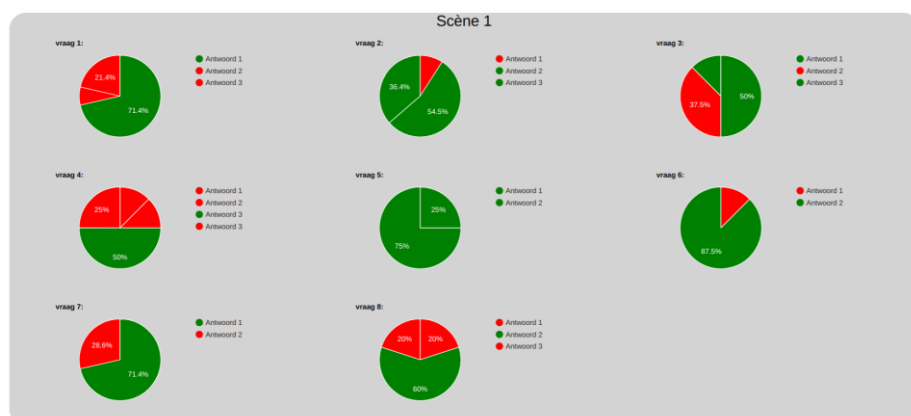 Scène 1
vraag 1:
21.4%
71.4%
Antwoord 1
Antwoord 2
Antwoord 3
vraag 2:
36.4%
54.5%
Antwoord 1
Antwoord 2
Antwoord 3
vraag 3:
37.5%
50%
Antwoord 1
Antwoord 2
Antwoord 3
vraag 4:
25%
50%
Antwoord 1
Antwoord 2
Antwoord 3
Antwoord 3
vraag 5:
25%
75%
Antwoord 1
Antwoord 2
vraag 6:
87.5%
Antwoord 1
Antwoord 2
vraag 7:
28.6%
71.4%
Antwoord 1
Antwoord 2
vraag 8:
20%
20%
60%
Antwoord 1
Antwoord 2
Antwoord 3